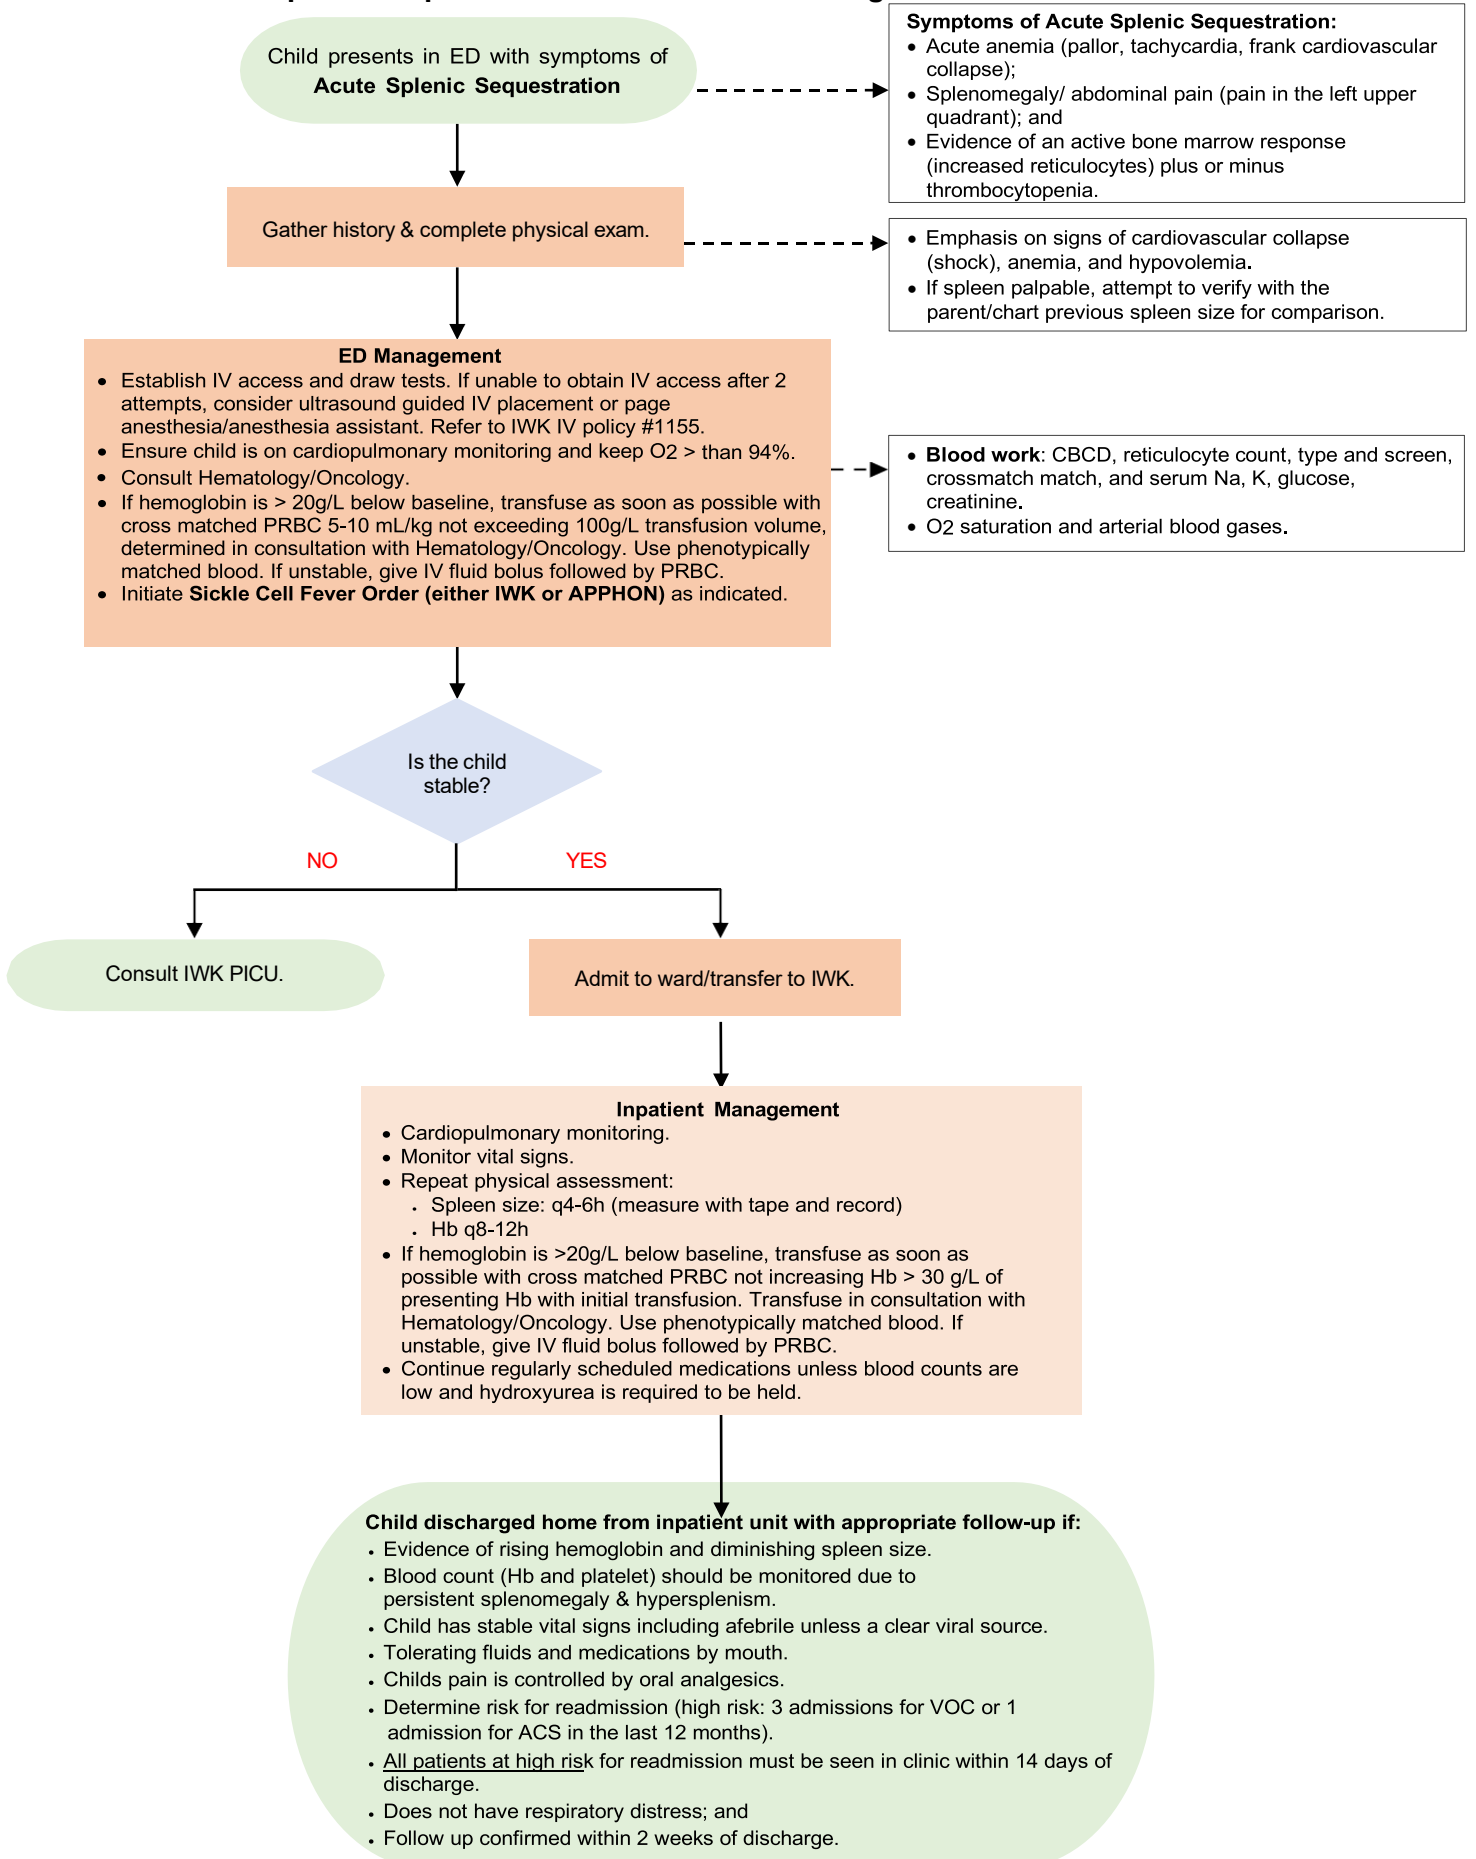 Child presents in ED with symptoms of
Acute Splenic Sequestration
Symptoms of Acute Splenic Sequestration:
• Acute anemia (pallor, tachycardia, frank cardiovascular
collapse);
• Splenomegaly/ abdominal pain (pain in the left upper
quadrant); and
• Evidence of an active bone marrow response
(increased reticulocytes) plus or minus
thrombocytopenia.
Gather history & complete physical exam.
• Emphasis on signs of cardiovascular collapse
(shock), anemia, and hypovolemia.
• If spleen palpable, attempt to verify with the
parent/chart previous spleen size for comparison.
ED Management
• Establish IV access and draw tests. If unable to obtain IV access after 2
attempts, consider ultrasound guided IV placement or page
anesthesia/anesthesia assistant. Refer to IWK IV policy #1155.
• Ensure child is on cardiopulmonary monitoring and keep O2 > than 94%.
• Consult Hematology/Oncology.
• If hemoglobin is > 20g/L below baseline, transfuse as soon as possible with
cross matched PRBC 5-10 mL/kg not exceeding 100g/L transfusion volume,
determined in consultation with Hematology/Oncology. Use phenotypically
matched blood. If unstable, give IV fluid bolus followed by PRBC.
• Initiate Sickle Cell Fever Order (either IWK or APPHON) as indicated.
• Blood work: CBCD, reticulocyte count, type and screen,
crossmatch match, and serum Na, K, glucose,
creatinine.
• O2 saturation and arterial blood gases.
Is the child
stable?
NO
YES
Consult IWK PICU.
Admit to ward/transfer to IWK.
Inpatient Management
• Cardiopulmonary monitoring.
• Monitor vital signs.
• Repeat physical assessment:
• Spleen size: q4-6h (measure with tape and record)
• Hb q8-12h
• If hemoglobin is >20g/L below baseline, transfuse as soon as
possible with cross matched PRBC not increasing Hb > 30 g/L of
presenting Hb with initial transfusion. Transfuse in consultation with
Hematology/Oncology. Use phenotypically matched blood. If
unstable, give IV fluid bolus followed by PRBC.
• Continue regularly scheduled medications unless blood counts are
low and hydroxyurea is required to be held.
Child discharged home from inpatient unit with appropriate follow-up if:
• Evidence of rising hemoglobin and diminishing spleen size.
• Blood count (Hb and platelet) should be monitored due to
persistent splenomegaly & hypersplenism.
• Child has stable vital signs including afebrile unless a clear viral source.
• Tolerating fluids and medications by mouth.
• Childs pain is controlled by oral analgesics.
• Determine risk for readmission (high risk: 3 admissions for VOC or 1
admission for ACS in the last 12 months).
• All patients at high risk for readmission must be seen in clinic within 14 days of
discharge.
• Does not have respiratory distress; and
• Follow up confirmed within 2 weeks of discharge.